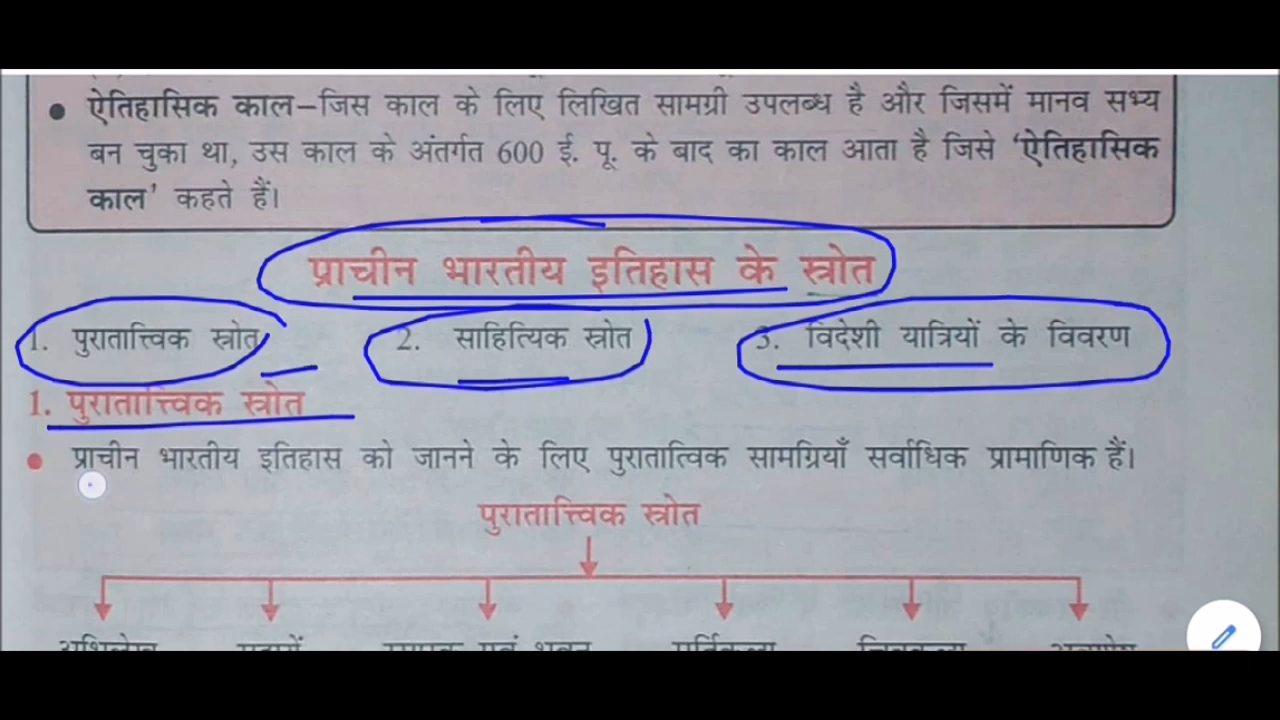 ● ऐतिहासिक काल–जिस काल के लिए लिखित सामग्री उपलब्ध है और जिसमें मानव सभ्य
बन चुका था, उस काल के अंतर्गत 600 ई. पू. के बाद का काल आता है जिसे ‘ऐतिहासिक
काल’ कहते हैं।
प्राचीन भारतीय इतिहास के स्त्रोत
1. पुरातात्त्विक स्त्रोत 2. साहित्यिक स्त्रोत 3. विदेशी यात्रियों के विवरण
1. पुरातात्त्विक स्त्रोत
● प्राचीन भारतीय इतिहास को जानने के लिए पुरातात्विक सामग्रियाँ सर्वाधिक प्रामाणिक हैं।
पुरातात्त्विक स्त्रोत